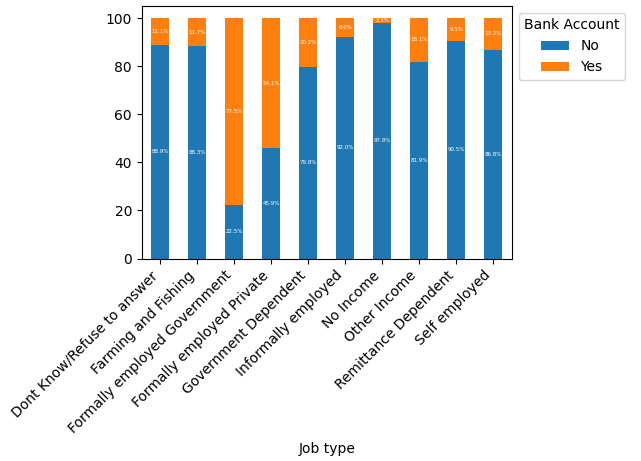 100
80
60
40
20
0
11.1%
11.7%
77.5%
54.1%
20.2%
8.0%
2.1%
18.1%
9.5%
13.2%
88.9%
88.3%
22.5%
45.9%
79.8%
92.0%
97.9%
81.9%
90.5%
86.8%
Dont Know/Refuse to answer
Farming and Fishing
Formally employed Government
Formally employed Private
Government Dependent
Informally employed
No Income
Other Income
Remittance Dependent
Self employed
Job type
Bank Account
No
Yes